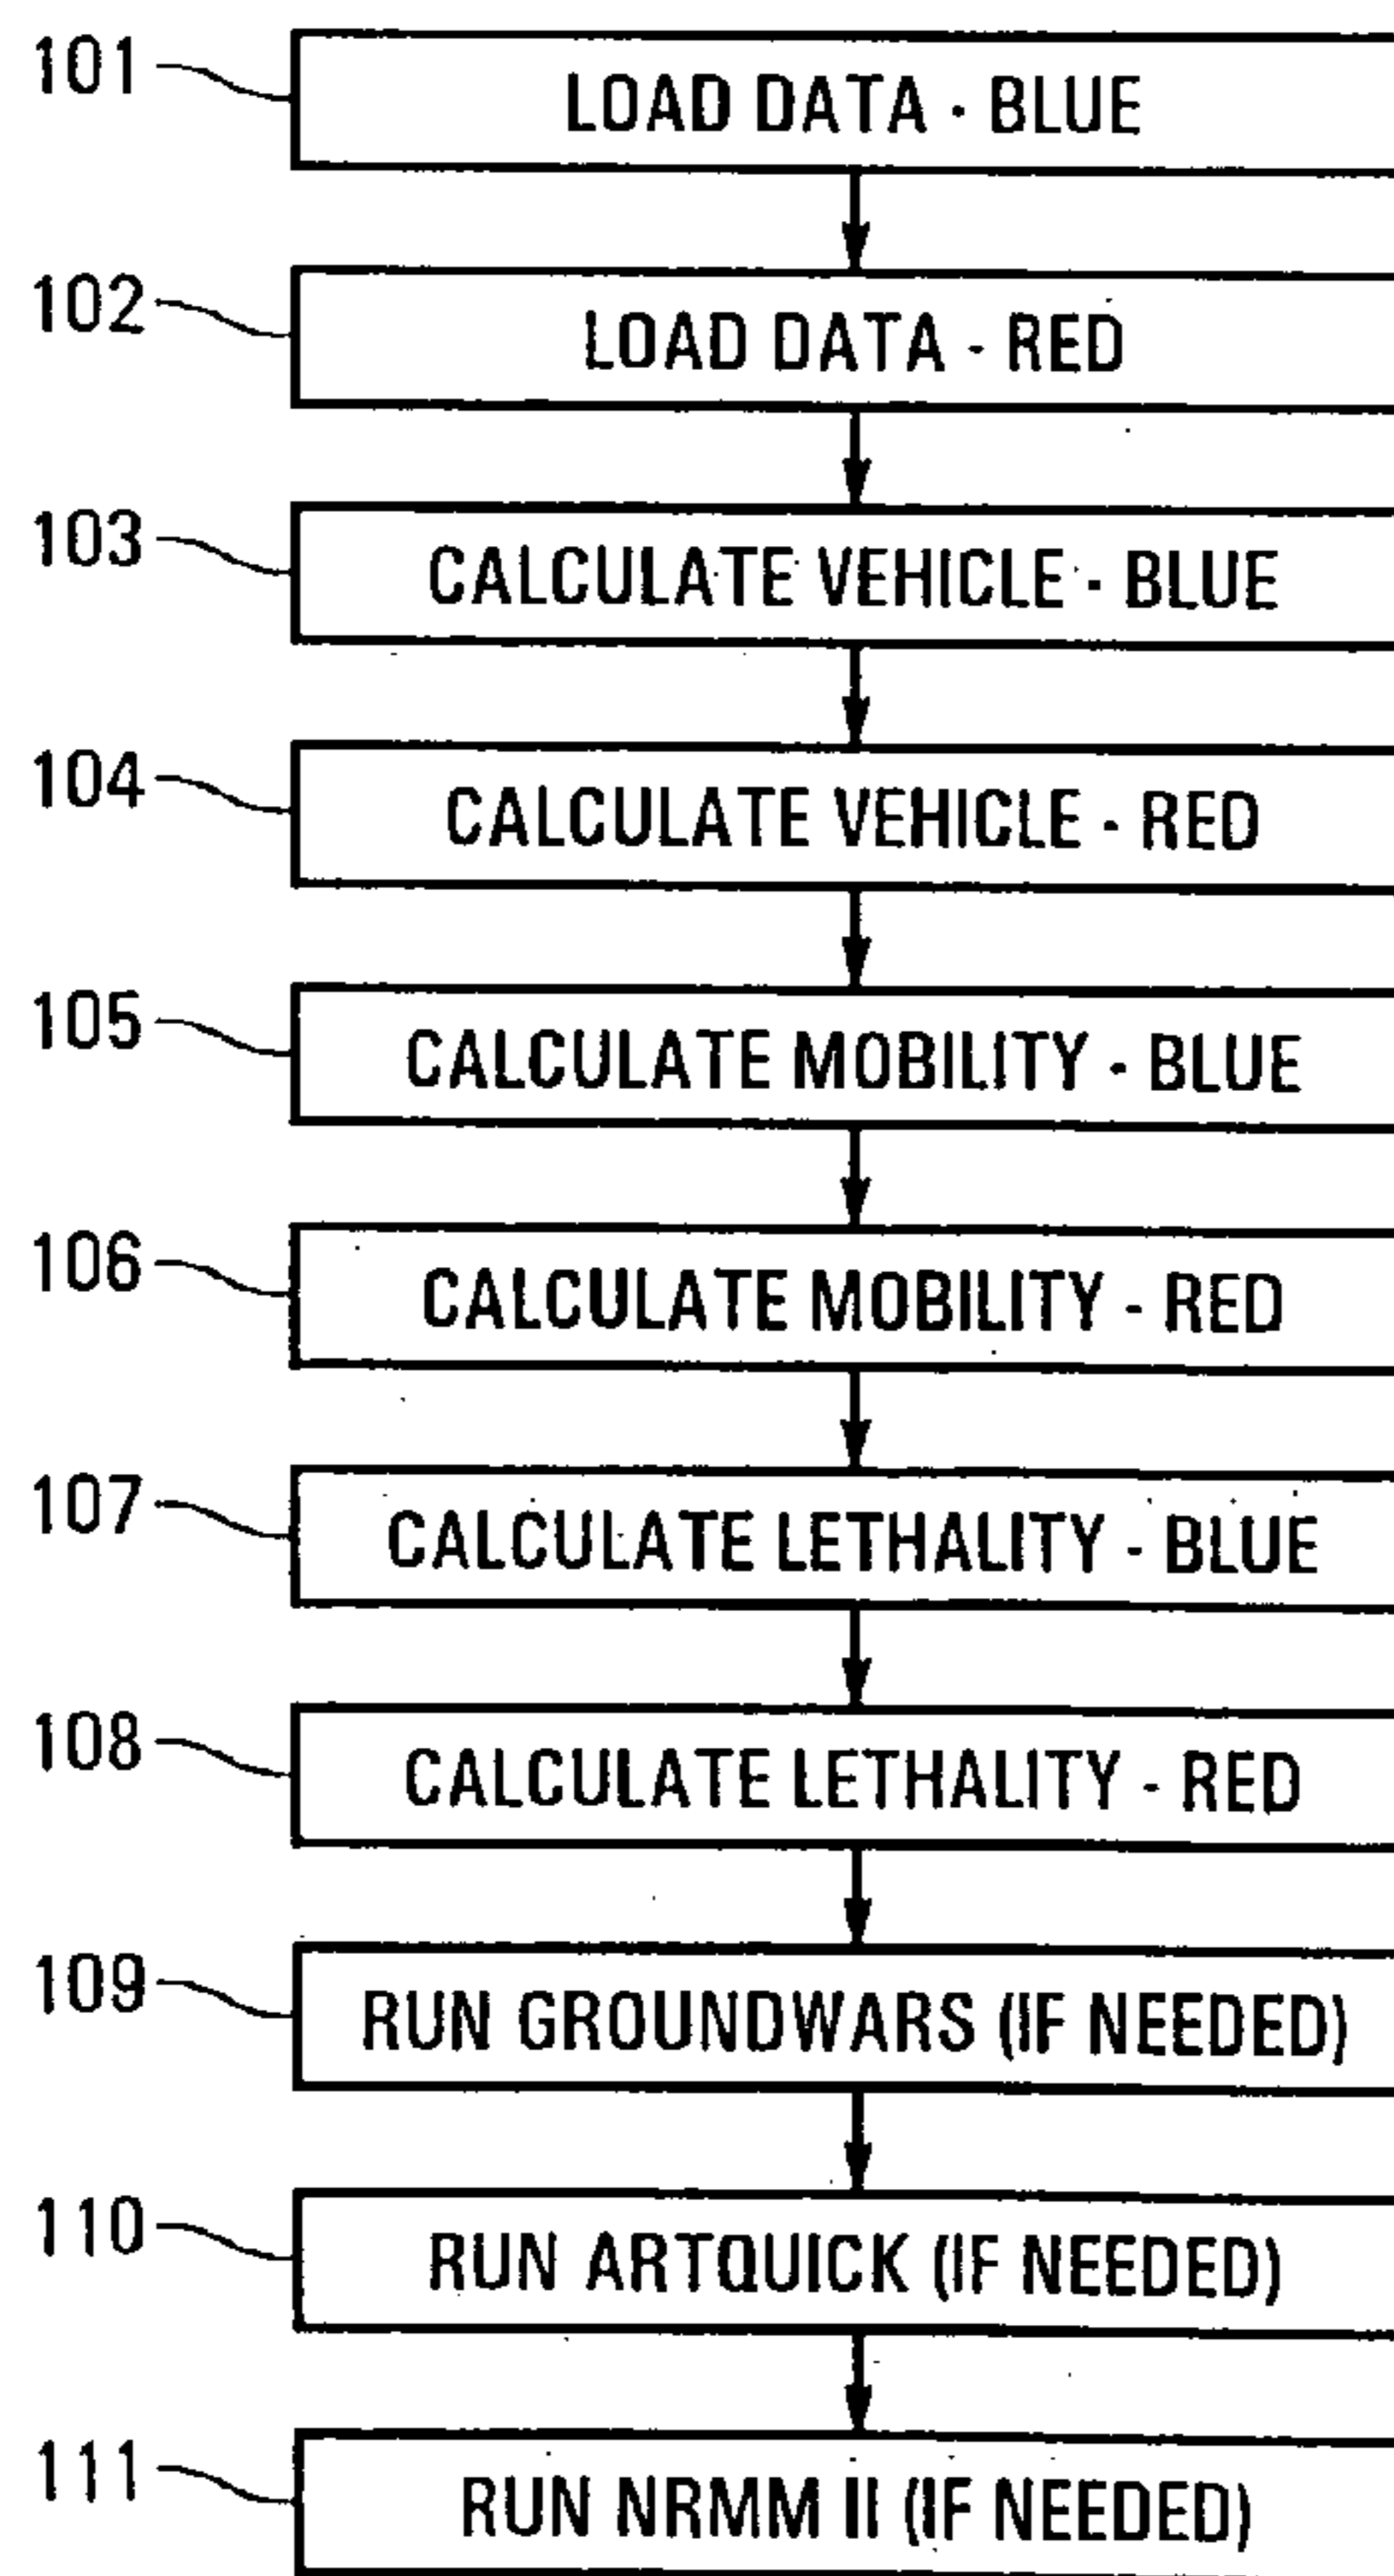 101 LOAD DATA - BLUE
102 LOAD DATA - RED
103 CALCULATE VEHICLE - BLUE
104 CALCULATE VEHICLE - RED
105 CALCULATE MOBILITY - BLUE
106 CALCULATE MOBILITY - RED
107 CALCULATE LETHALITY - BLUE
108 CALCULATE LETHALITY - RED
109 RUN GROUNDWARS (IF NEEDED)
110 RUN ARTQUICK (IF NEEDED)
111 RUN NRMM II (IF NEEDED)